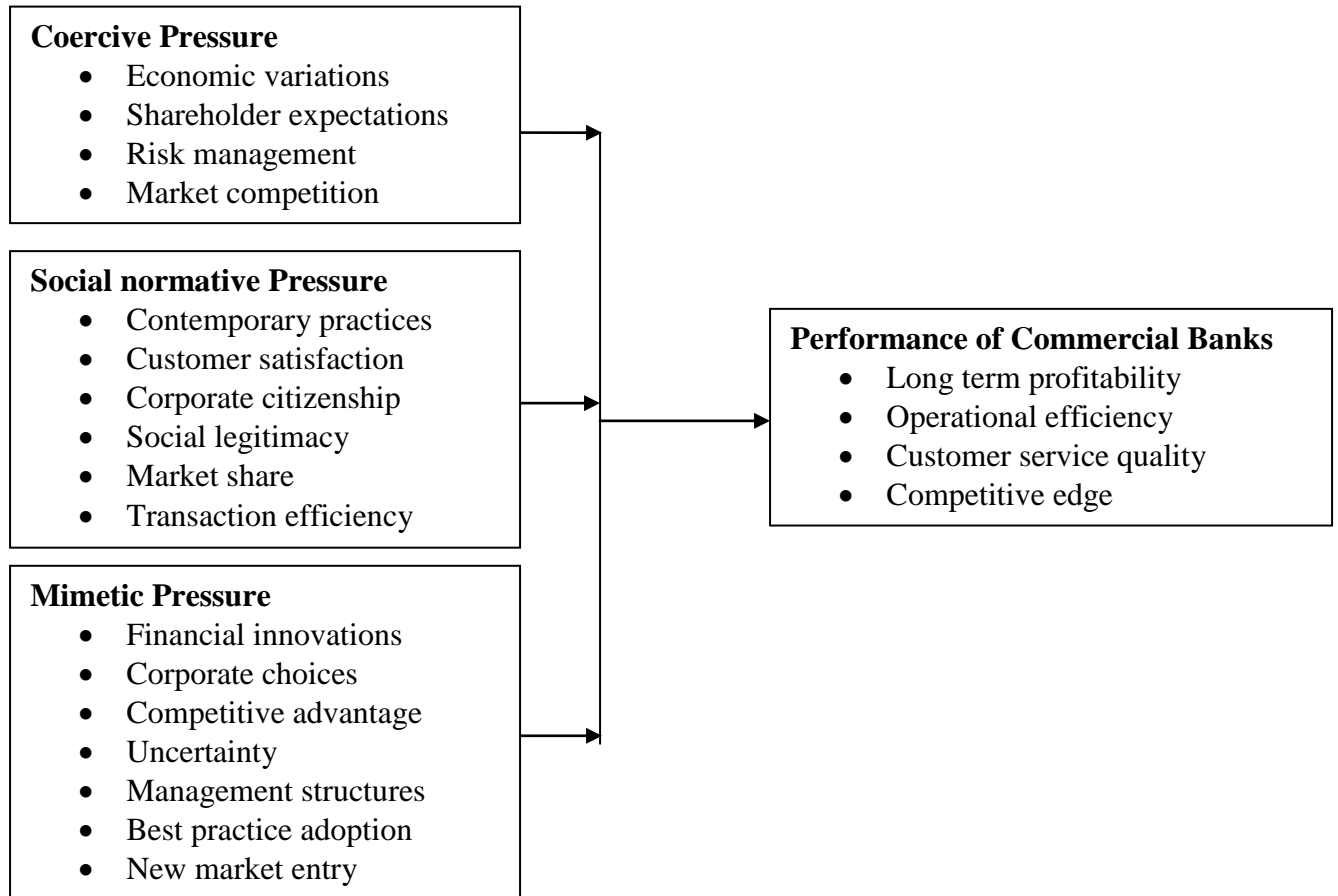 Coercive Pressure
• Economic variations
• Shareholder expectations
• Risk management
• Market competition
Social normative Pressure
• Contemporary practices
• Customer satisfaction
• Corporate citizenship
• Social legitimacy
• Market share
• Transaction efficiency
Mimetic Pressure
• Financial innovations
• Corporate choices
• Competitive advantage
• Uncertainty
• Management structures
• Best practice adoption
• New market entry
Performance of Commercial Banks
• Long term profitability
• Operational efficiency
• Customer service quality
• Competitive edge